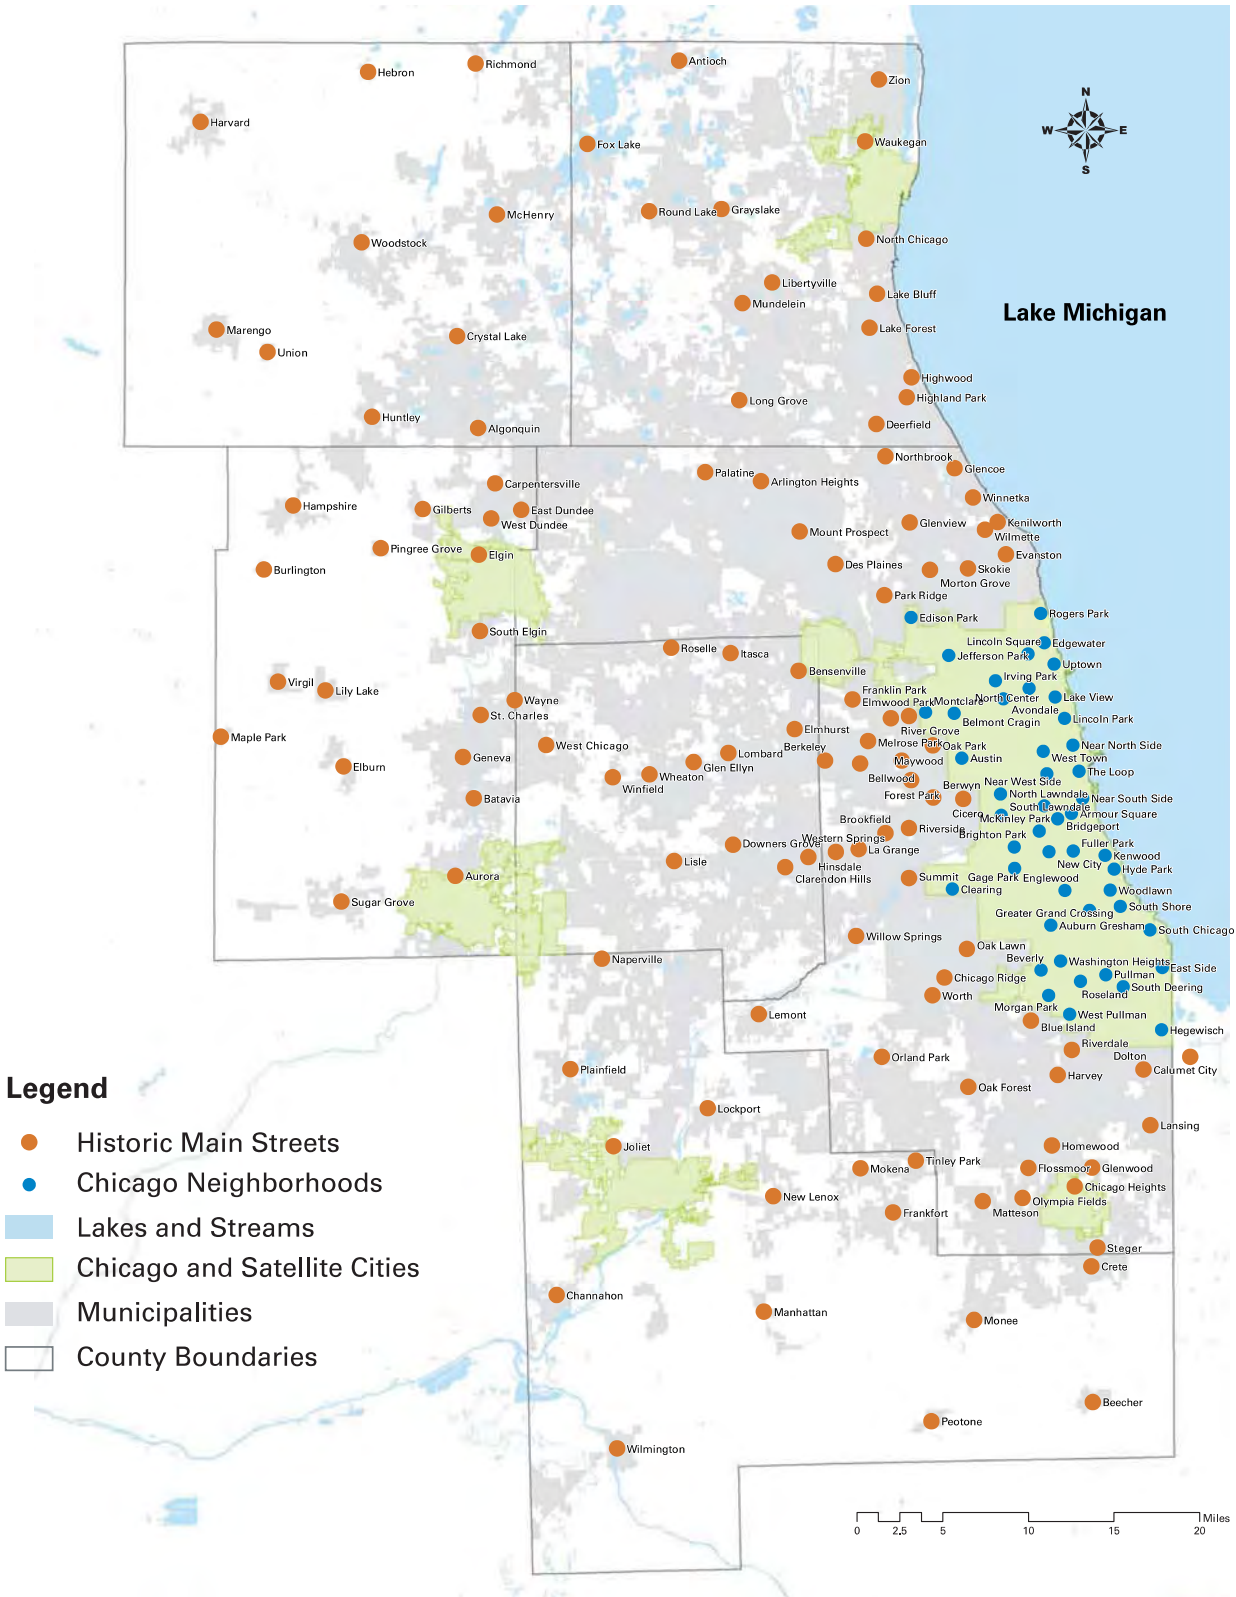 Antioch
Richmond
Hebron
Zion
N
Harvard
W
E
S
Waukegan
Fox Lake
Round Lake
Grayslake
McHenry
Woodstock
North Chicago
Libertyville
Lake Bluff
Mundelein
Lake Michigan
Marengo
Lake Forest
Crystal Lake
Union
Highwood
Highland Park
Long Grove
Huntley
Deerfield
Algonquin
Northbrook
Glencoe
Palatine
Arlington Heights
Carpentersville
Winnetka
Hampshire
Gilberts
East Dundee
West Dundee
Glenview
Kenilworth
Mount Prospect
Wilmette
Pingree Grove
Elgin
Evanston
Des Plaines
Skokie
Burlington
Morton Grove
Park Ridge
Edison Park
Rogers Park
South Elgin
Lincoln Square
Edgewater
Roselle
Itasca
Jefferson Park
Uptown
Bensenville
Irving Park
Virgil
Lily Lake
Franklin Park
Wayne
Elmwood Park
Montclare
North Center
Lake View
St. Charles
Avondale
Belmont Cragin
Lincoln Park
Elmhurst
River Grove
Maple Park
West Chicago
Berkeley
Melrose Park
Oak Park
Near North Side
Lombard
Geneva
Glen Ellyn
Maywood
Austin
West Town
Elburn
Wheaton
The Loop
Winfield
Bellwood
Near West Side
Batavia
Forest Park
Berwyn
North Lawndale
Near South Side
South Lawndale
Cicero
McKinley Park
Armour Square
Brookfield
Riverside
Bridgeport
Western Springs
Brighton Park
Downers Grove
La Grange
Fuller Park
Lisle
Hinsdale
New City
Kenwood
Clarendon Hills
Hyde Park
Aurora
Summit
Gage Park
Englewood
Clearing
Woodlawn
Sugar Grove
South Shore
Greater Grand Crossing
Auburn Gresham
South Chicago
Willow Springs
Oak Lawn
Naperville
Beverly
Washington Heights
East Side
Chicago Ridge
Pullman
South Deering
Worth
Roseland
Morgan Park
Lemont
West Pullman
Blue Island
Hegewisch
Riverdale
Orland Park
Dolton
Plainfield
Harvey
Calumet City
Oak Forest
Lockport
Lansing
Joliet
Homewood
Tinley Park
Mokena
Flossmoor
Glenwood
Chicago Heights
New Lenox
Olympia Fields
Frankfort
Matteson
Steger
Crete
Channahon
Manhattan
Monee
Beecher
Peotone
Wilmington
Legend
Historic Main Streets
Chicago Neighborhoods
Lakes and Streams
Chicago and Satellite Cities
Municipalities
County Boundaries
Miles
0 2.5 5 10 15 20